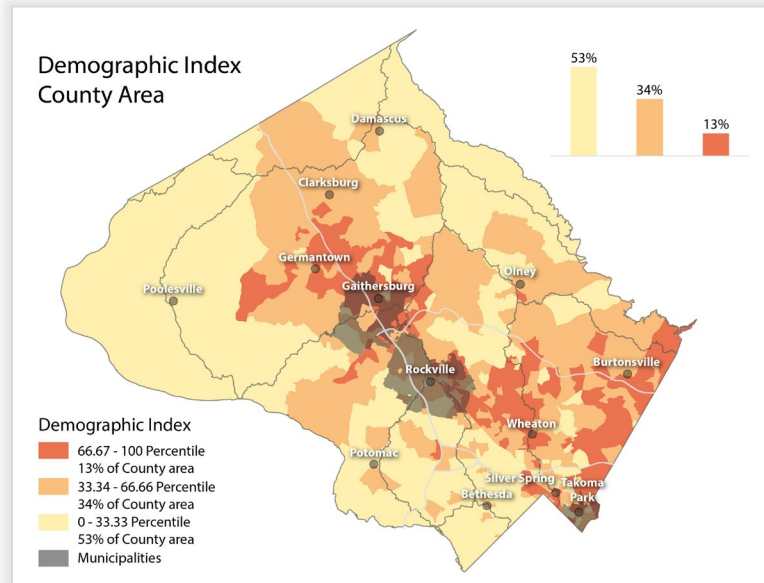 Demographic Index
County Area
53%
34%
13%
Damascus
Clarksburg
Germantown
Gaithersburg
Olney
Poolesville
Rockville
Burtonsville
Wheaton
Potomac
Silver Spring
Takoma
Park
Bethesda
Demographic Index
66.67 - 100 Percentile
13% of County area
33.34 - 66.66 Percentile
34% of County area
0 - 33.33 Percentile
53% of County area
Municipalities